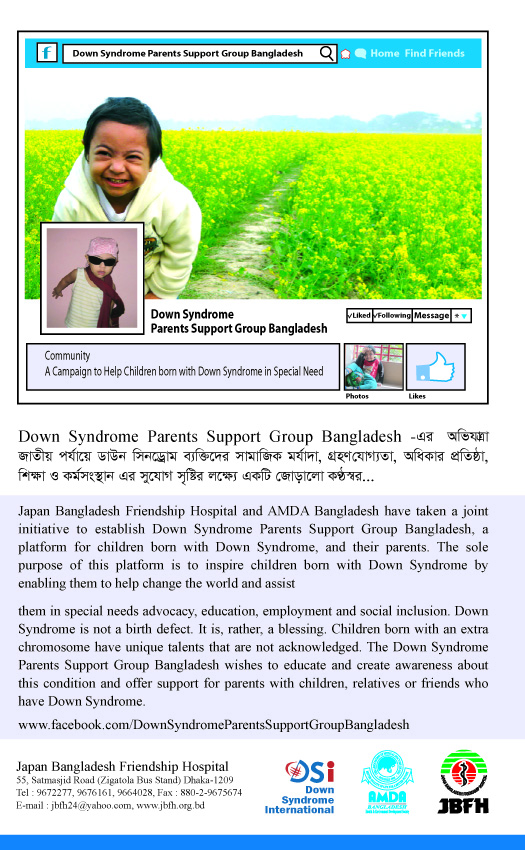 f Down Syndrome Parents Support Group Bangladesh Home Find Friends
Down Syndrome
Parents Support Group Bangladesh
✓Liked ✓Following Message *
Community
A Campaign to Help Children born with Down Syndrome in Special Need
Photos Likes
Down Syndrome Parents Support Group Bangladesh -এর অভিযাত্রা
জাতীয় পর্যায়ে ডাউন সিনড্রোম ব্যক্তিদের সামাজিক মর্যাদা, গ্রহণযোগ্যতা, অধিকার প্রতিষ্ঠা,
শিক্ষা ও কর্মসংস্থান এর সুযোগ সৃষ্টির লক্ষ্যে একটি জোড়ালো কণ্ঠস্বর...
Japan Bangladesh Friendship Hospital and AMDA Bangladesh have taken a joint
initiative to establish Down Syndrome Parents Support Group Bangladesh, a
platform for children born with Down Syndrome, and their parents. The sole
purpose of this platform is to inspire children born with Down Syndrome by
enabling them to help change the world and assist
them in special needs advocacy, education, employment and social inclusion. Down
Syndrome is not a birth defect. It is, rather, a blessing. Children born with an extra
chromosome have unique talents that are not acknowledged. The Down Syndrome
Parents Support Group Bangladesh wishes to educate and create awareness about
this condition and offer support for parents with children, relatives or friends who
have Down Syndrome.
www.facebook.com/DownSyndromeParentsSupportGroupBangladesh
Japan Bangladesh Friendship Hospital
55, Satmasjid Road (Zigatola Bus Stand) Dhaka-1209
Tel : 9672277, 9676161, 9664028, Fax : 880-2-9675674
E-mail : jbfh24@yahoo.com, www.jbfh.org.bd
DSi
Down
Syndrome
International
AMDA
BANGLADESH
JBFH